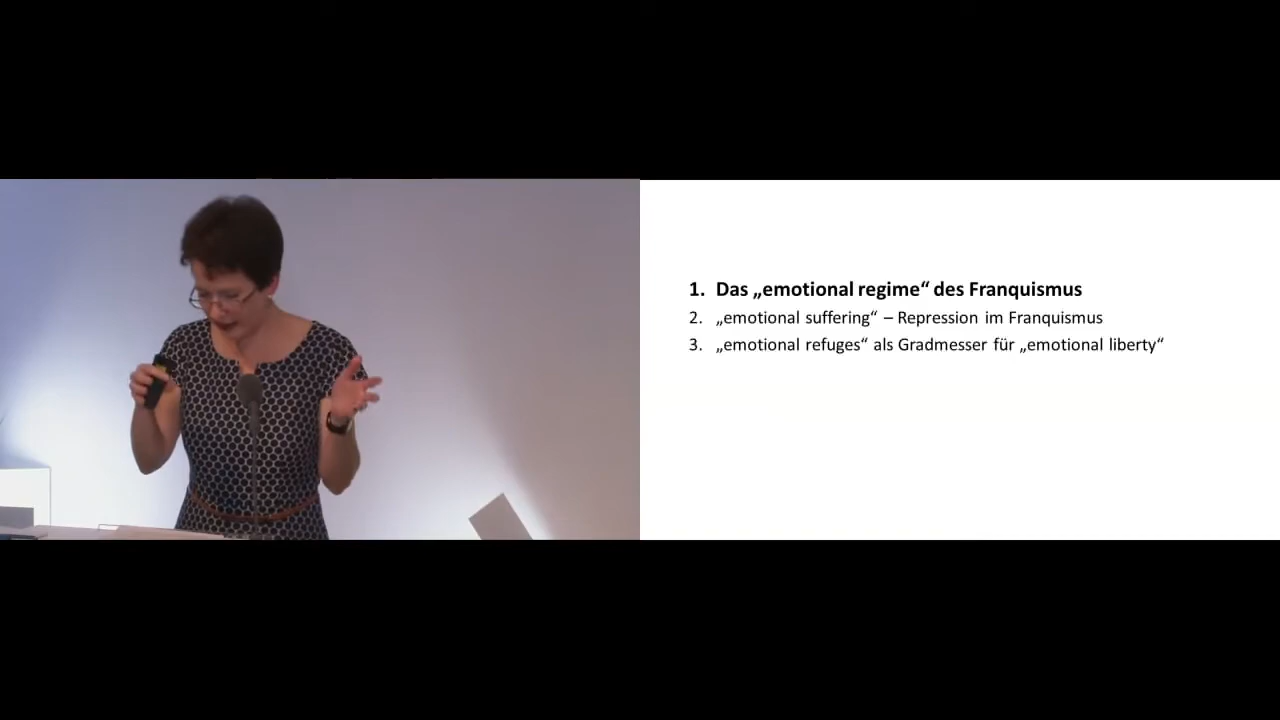 1. Das „emotional regime“ des Franquismus
2. „emotional suffering“ – Repression im Franquismus
3. „emotional refuges“ als Gradmesser für „emotional liberty“